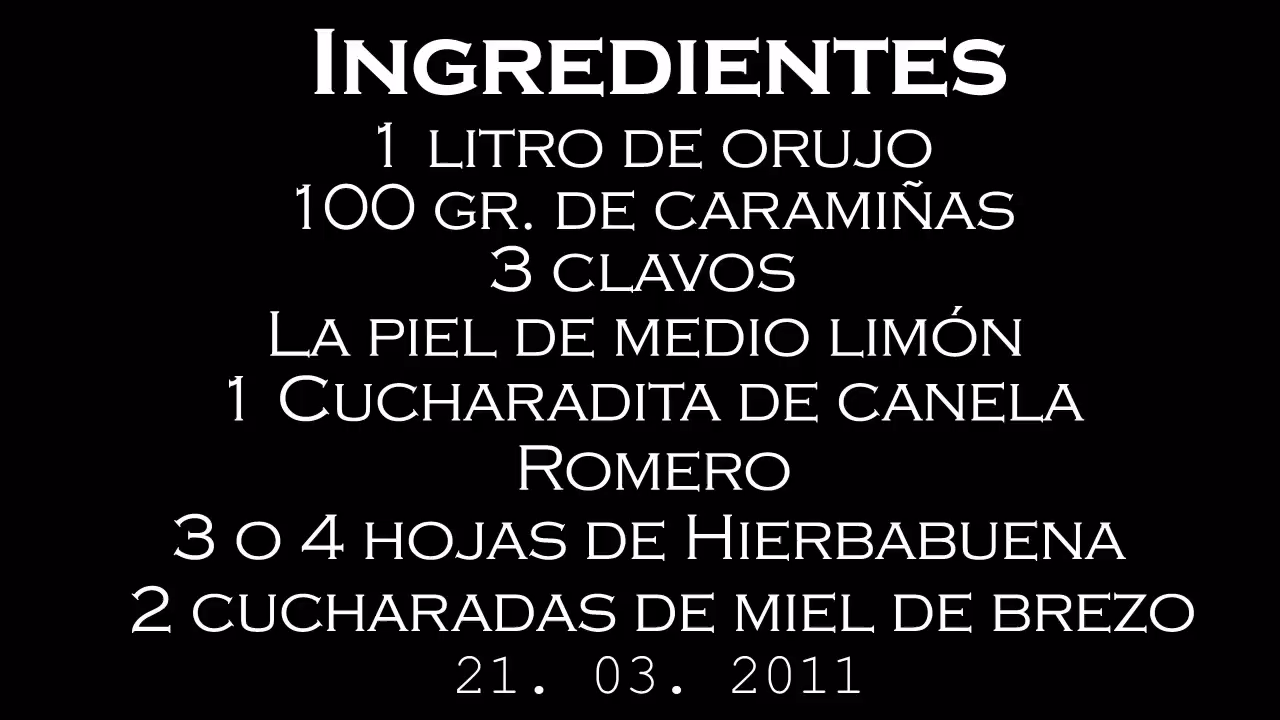 Ingredientes
1 litro de orujo
100 gr. de caramiñas
3 clavos
La piel de medio limón
1 Cucharadita de canela
Romero
3 o 4 hojas de Hierbabuena
2 cucharadas de miel de brezo
21. 03. 2011